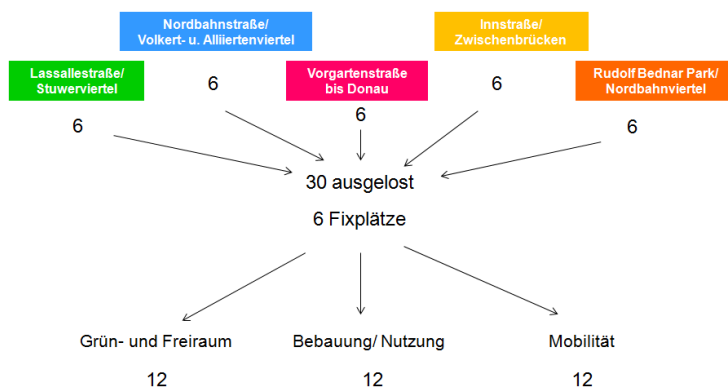 Nordbahnstraße/
Volkert- u. Alliiertenviertel
Innstraße/
Zwischenbrücken
Lassallestraße/
Stuwerviertel
Vorgartenstraße
bis Donau
Rudolf Bednar Park/
Nordbahnviertel
6
6
6
6
6
30 ausgelost
6 Fixplätze
Grün- und Freiraum
Bebauung/ Nutzung
Mobilität
12
12
12